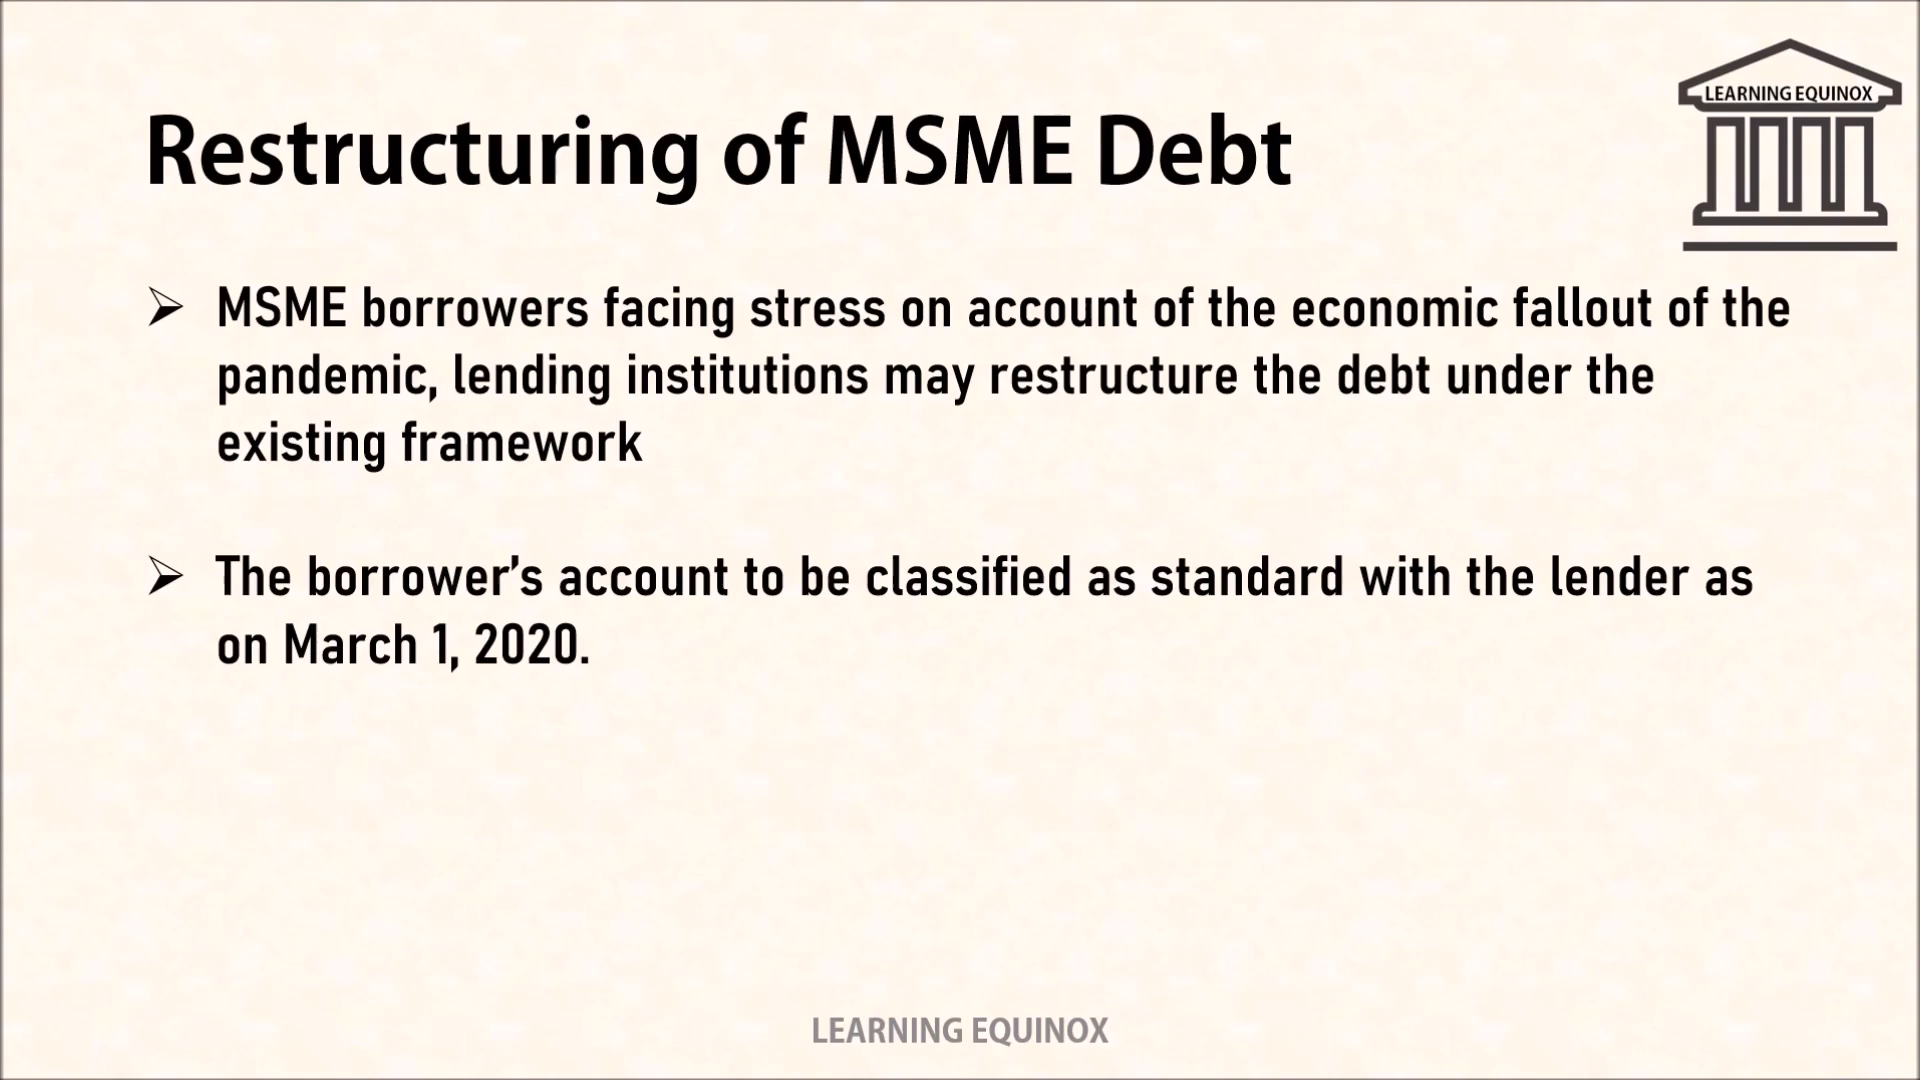 LEARNING EQUINOX
Restructuring of MSME Debt
➢ MSME borrowers facing stress on account of the economic fallout of the
pandemic, lending institutions may restructure the debt under the
existing framework
➢ The borrower’s account to be classified as standard with the lender as
on March 1, 2020.
LEARNING EQUINOX